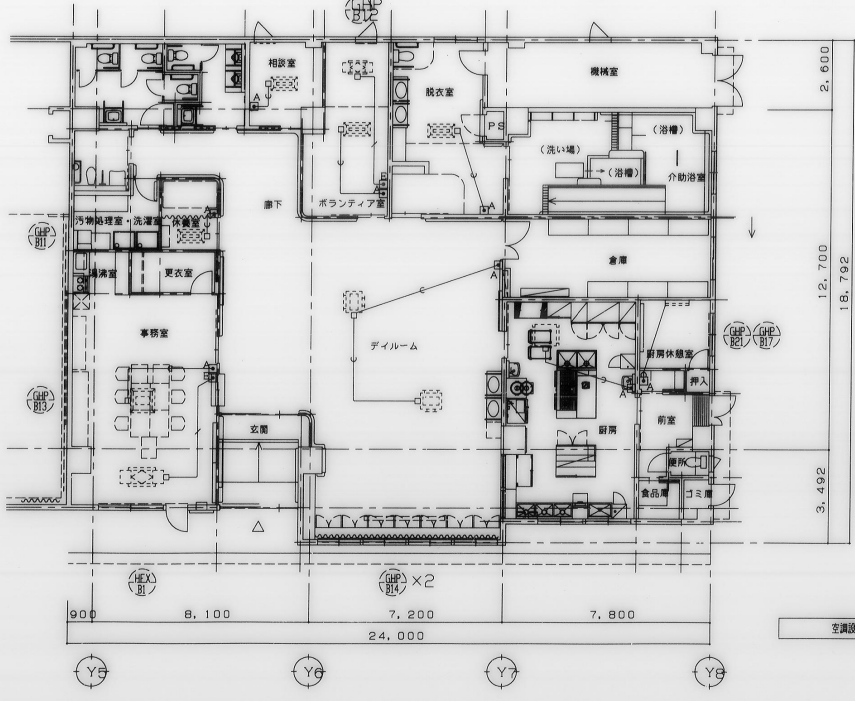 GHP
B12
相談室
機械室
2,600
脱衣室
A
PS
(洗い場)
(浴槽)
(浴槽)
介助浴室
廊下
ボランティア室
E
A
A
汚物処理室・洗濯室
休養室
A
GHP
B11
湯沸室
更衣室
倉庫
A
12,700
18,792
事務室
デイルーム
GHP
B21
GHP
B17
厨房休憩室
押入
GHP
B13
A
A
A
玄関
厨房
前室
便所
食品庫
ゴミ庫
3,492
HEX
B1
GHP
B14
×2
900
8,100
7,200
7,800
24,000
空調設
Y5
Y6
Y7
Y8